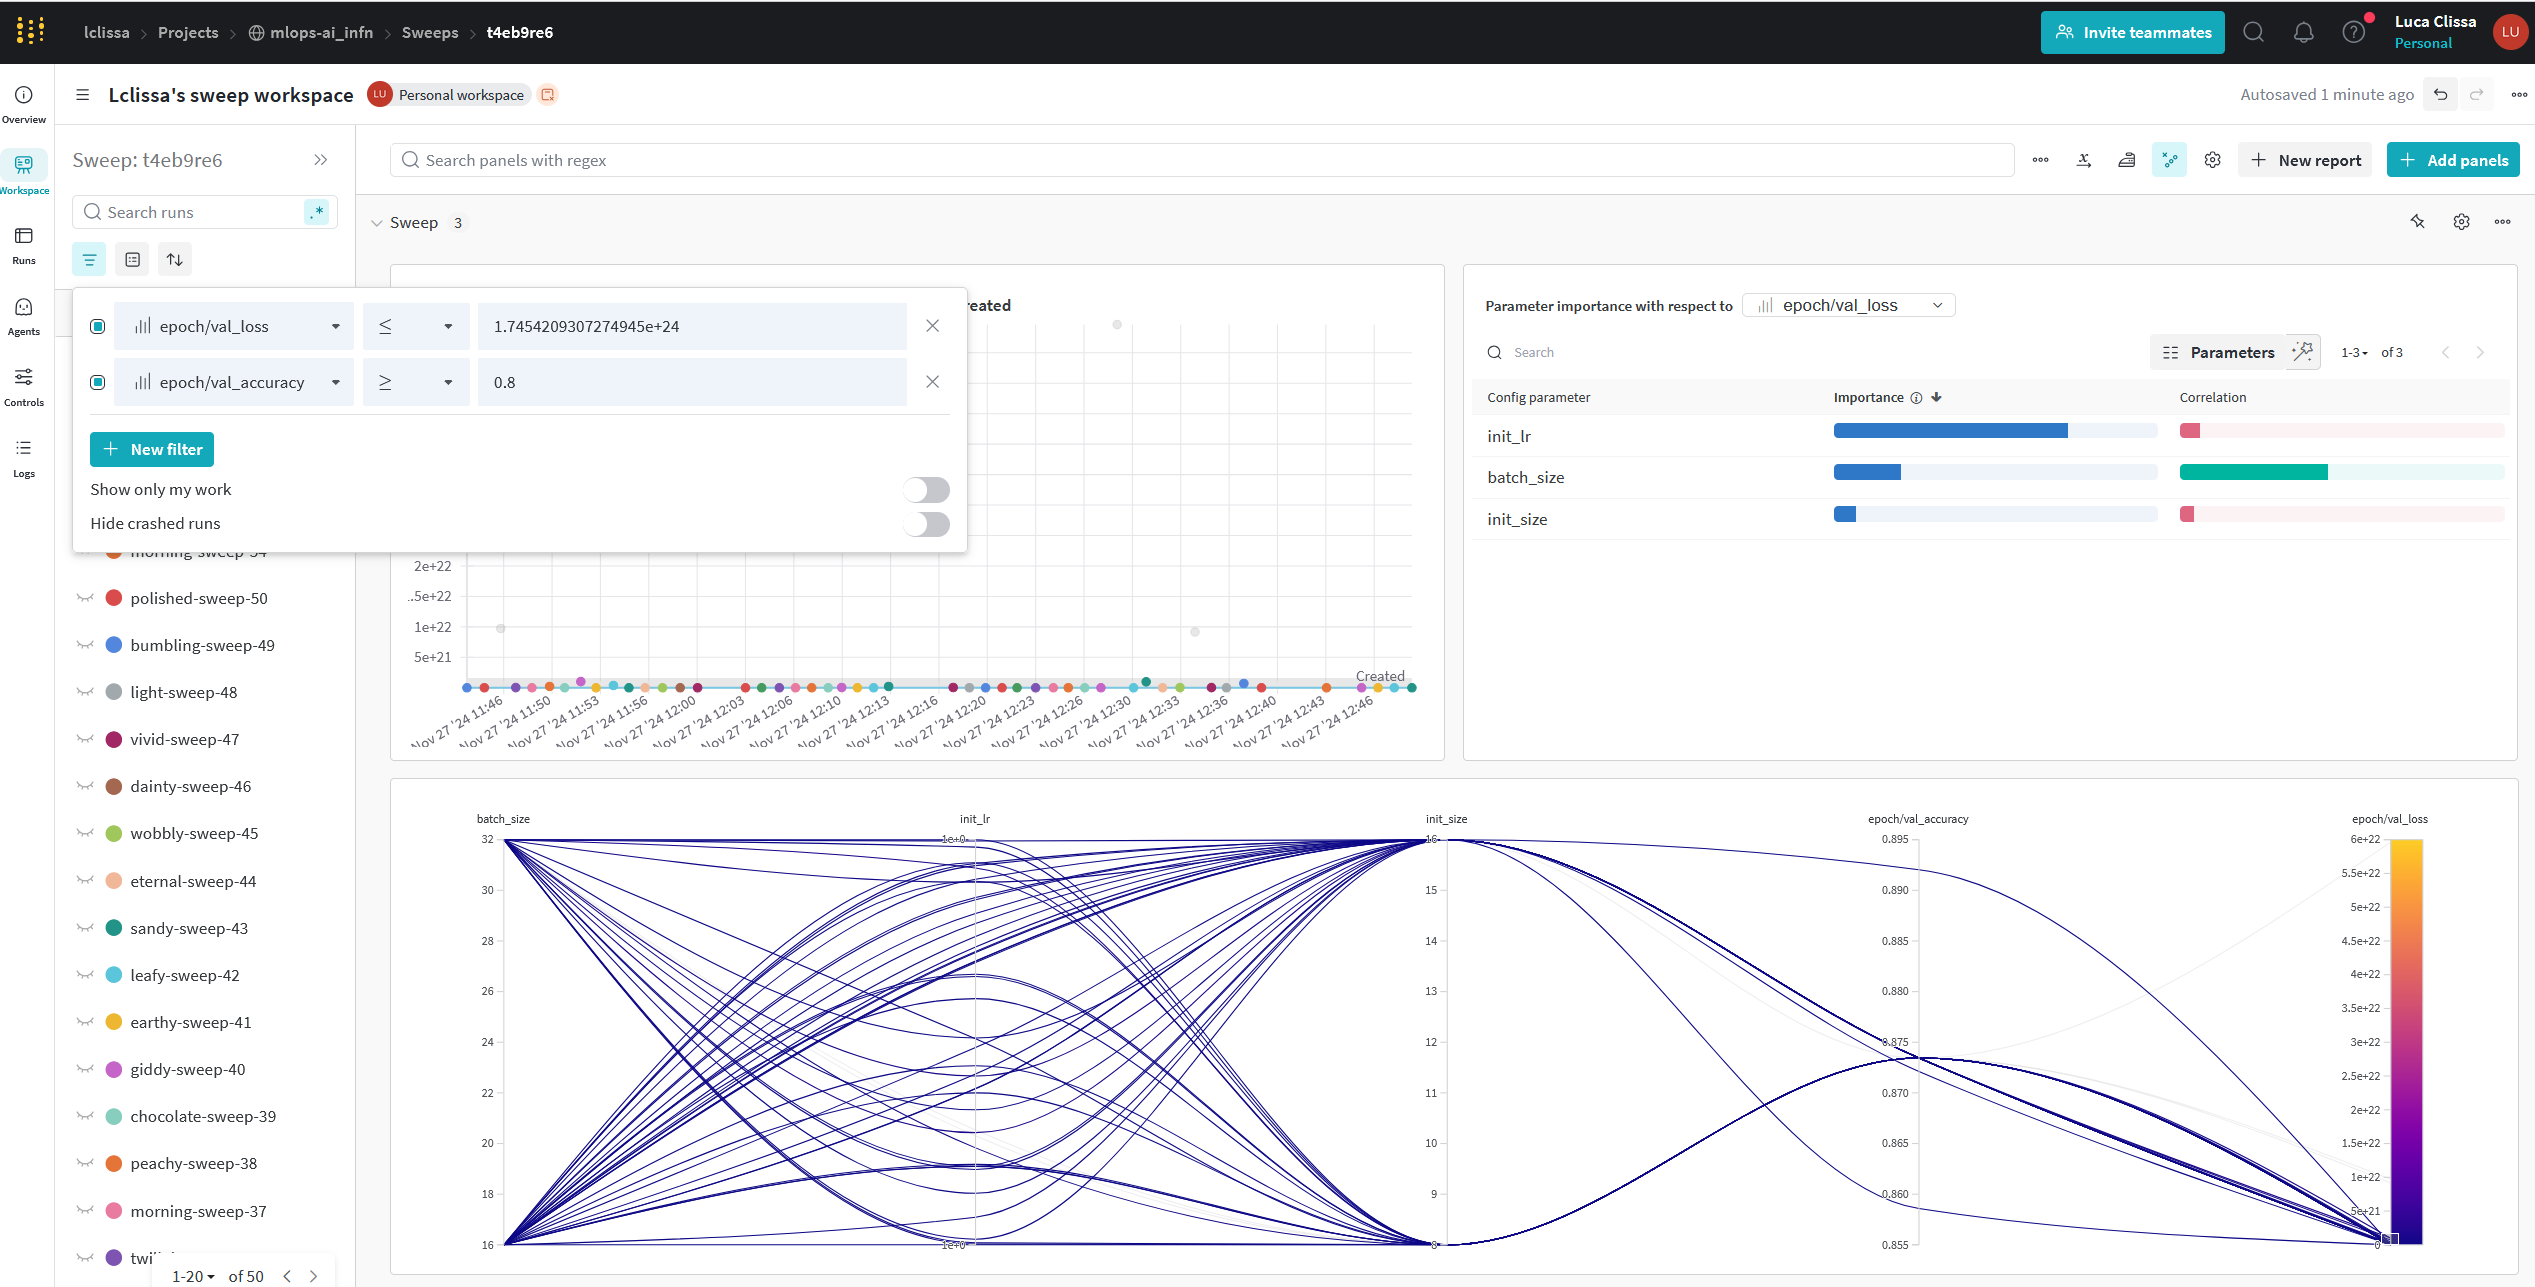 lclissa > Projects > mlops-ai_infn > Sweeps > t4eb9re6
Invite teammates
Luca Clissa
Personal
LU
Overview
Workspace
Runs
Agents
Controls
Logs
Lclissa's sweep workspace
LU Personal workspace
Autosaved 1 minute ago
Sweep: t4eb9re6
Search runs
.*
Search panels with regex
New report
Add panels
Sweep 3
epoch/val_loss ≤ 1.7454209307274945e+24
epoch/val_accuracy ≥ 0.8
New filter
Show only my work
Hide crashed runs
polished-sweep-50
bumbling-sweep-49
light-sweep-48
vivid-sweep-47
dainty-sweep-46
wobbly-sweep-45
eternal-sweep-44
sandy-sweep-43
leafy-sweep-42
earthy-sweep-41
giddy-sweep-40
chocolate-sweep-39
peachy-sweep-38
morning-sweep-37
1-20 of 50
reated
2e+22
.5e+22
1e+22
5e+21
Created
Nov 27 '24 11:46
Nov 27 '24 11:50
Nov 27 '24 11:53
Nov 27 '24 11:56
Nov 27 '24 12:00
Nov 27 '24 12:03
Nov 27 '24 12:06
Nov 27 '24 12:10
Nov 27 '24 12:13
Nov 27 '24 12:16
Nov 27 '24 12:20
Nov 27 '24 12:23
Nov 27 '24 12:26
Nov 27 '24 12:30
Nov 27 '24 12:33
Nov 27 '24 12:36
Nov 27 '24 12:40
Nov 27 '24 12:43
Nov 27 '24 12:46
Parameter importance with respect to epoch/val_loss
Search
Parameters
1-3 of 3
Config parameter Importance Correlation
init_lr
batch_size
init_size
batch_size
32
30
28
26
24
22
20
18
16
init_lr
1e+0
1e+0
init_size
16
15
14
13
12
11
10
9
8
epoch/val_accuracy
0.895
0.890
0.885
0.880
0.875
0.870
0.865
0.860
0.855
epoch/val_loss
6e+22
5.5e+22
5e+22
4.5e+22
4e+22
3.5e+22
3e+22
2.5e+22
2e+22
1.5e+22
1e+22
5e+21
0